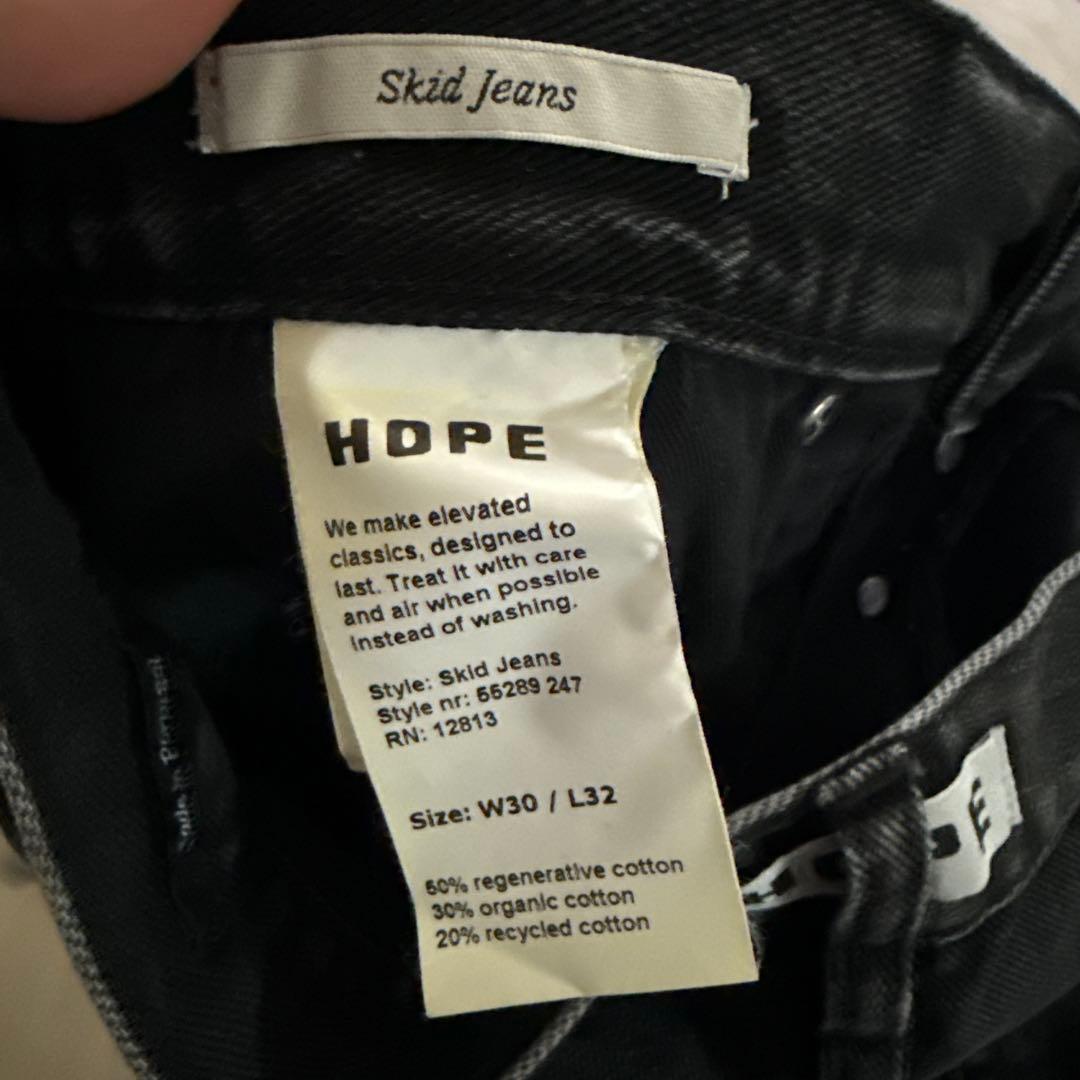 Skid Jeans
HOPE
We make elevated
classics, designed to
last. Treat it with care
and air when possible
instead of washing.
Style: Skid Jeans
Style nr: 55289 247
RN: 12813
Size: W30 / L32
50% regenerative cotton
30% organic cotton
20% recycled cotton